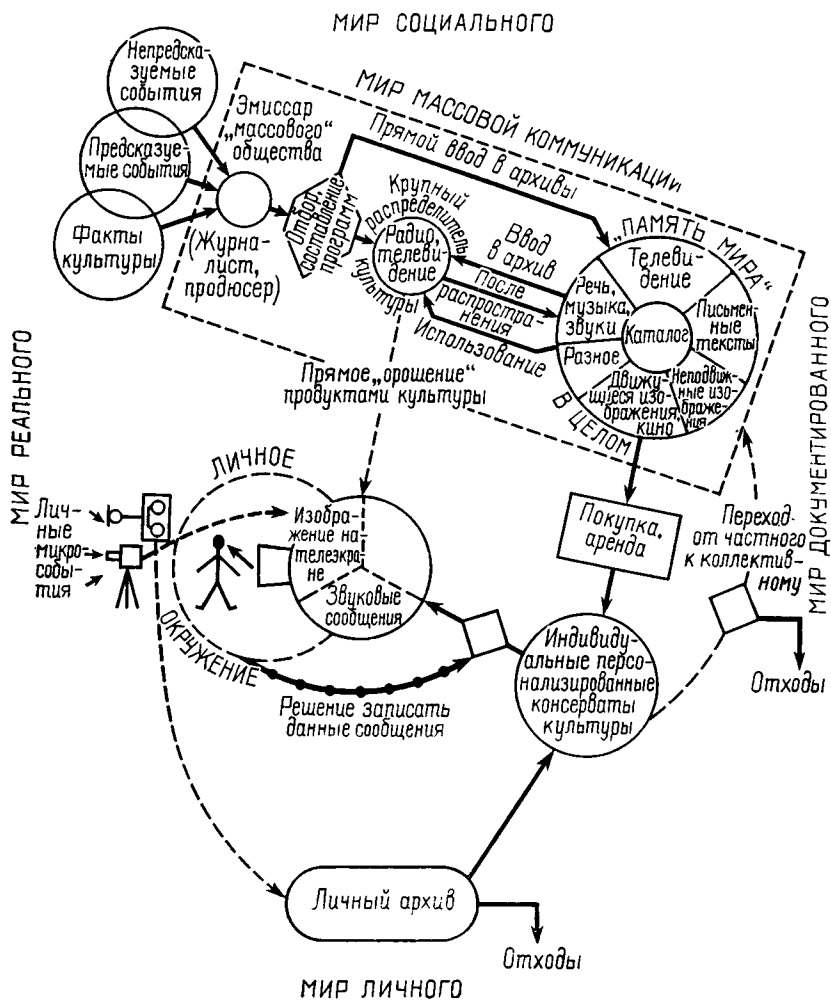 МИР СОЦИАЛЬНОГО
МИР МАССОВОЙ КОММУНИКАЦИИ
Непредска-
зуемые
события
Предсказуе-
мые события
Факты
культуры
Эмиссар
„массового“
общества
(Журна-
лист,
продюсер)
Отбор,
составление
программ
Прямой ввод в архивы
Крупный
распределитель
культуры
Радио,
телеви-
дение
Ввод
в архив
После
распростра-
нения
Использование
„ПАМЯТЬ МИРА“
В ЦЕЛОМ
Телеви-
дение
Речь,
музыка,
звуки
Письмен-
ные
тексты
Каталог
Разное
Движу-
щиеся изо-
бражения,
кино
Неподвиж-
ные изо-
браже-
ния
МИР РЕАЛЬНОГО
МИР ДОКУМЕНТИРОВАННОГО
Прямое „орошение“
продуктами культуры
ЛИЧНОЕ
ОКРУЖЕНИЕ
Лич-
ные
микро-
события
Изобра-
жение на
телеэкра-
не
Звуковые
сообщения
Покупка,
аренда
Переход
от частного
к коллектив-
ному
Отходы
Индивиду-
альные персо-
нализированные
консерваты
культуры
Решение записать
данные сообщения
Личный архив
Отходы
МИР ЛИЧНОГО